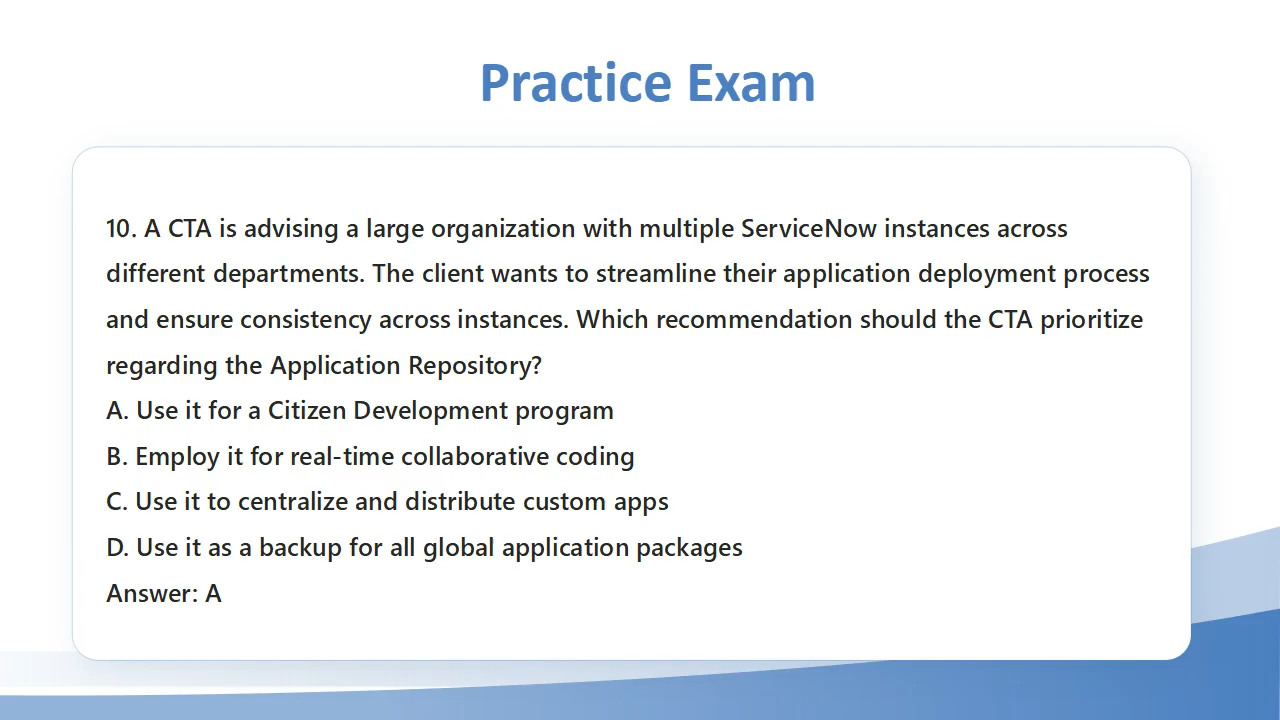 Practice Exam
10. A CTA is advising a large organization with multiple ServiceNow instances across
different departments. The client wants to streamline their application deployment process
and ensure consistency across instances. Which recommendation should the CTA prioritize
regarding the Application Repository?
A. Use it for a Citizen Development program
B. Employ it for real-time collaborative coding
C. Use it to centralize and distribute custom apps
D. Use it as a backup for all global application packages
Answer: A